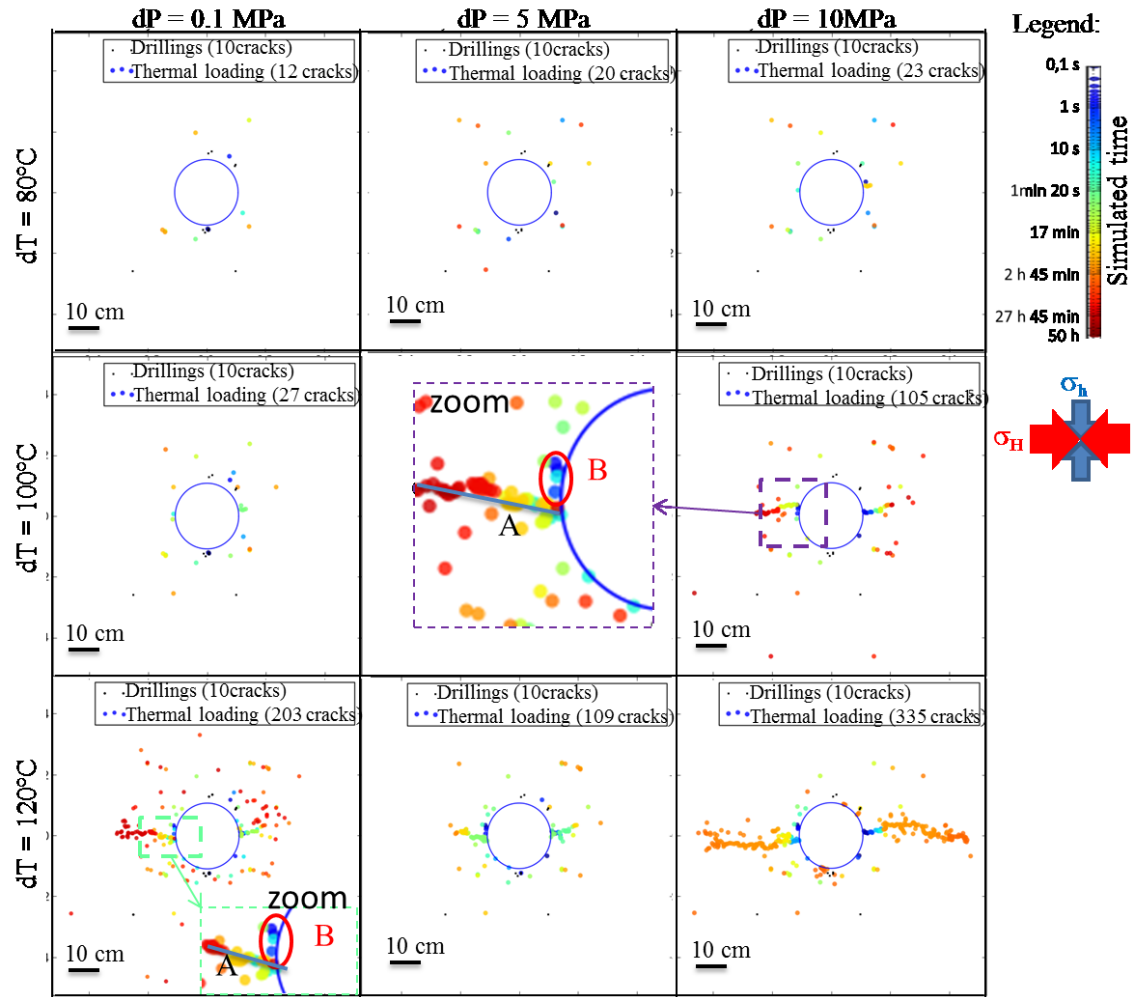 dP = 0.1 MPa
dP = 5 MPa
dP = 10MPa
Legend:
dT = 80°C
Drillings (10cracks)
Thermal loading (12 cracks)
10 cm
Drillings (10cracks)
Thermal loading (20 cracks)
10 cm
Drillings (10cracks)
Thermal loading (23 cracks)
10 cm
0,1 s
1 s
10 s
1min 20 s
17 min
2 h 45 min
27 h 45 min
50 h
Simulated time
σh
σH
dT = 100°C
Drillings (10cracks)
Thermal loading (27 cracks)
10 cm
zoom
B
A
Drillings (10cracks)
Thermal loading (105 cracks)
10 cm
dT = 120°C
Drillings (10cracks)
Thermal loading (203 cracks)
10 cm
zoom
B
A
Drillings (10cracks)
Thermal loading (109 cracks)
10 cm
Drillings (10cracks)
Thermal loading (335 cracks)
10 cm